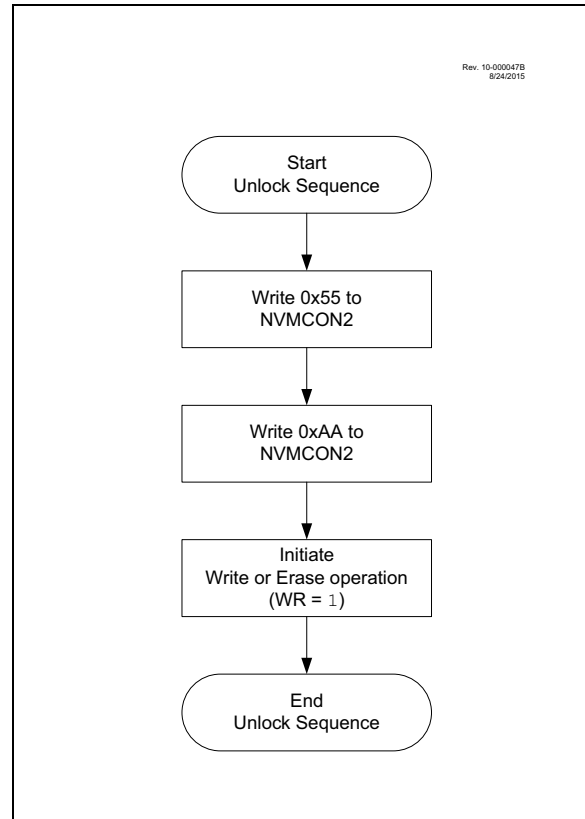 Rev. 10-000047B
8/24/2015
Start
Unlock Sequence
Write 0x55 to
NVMCON2
Write 0xAA to
NVMCON2
Initiate
Write or Erase operation
(WR = 1)
End
Unlock Sequence